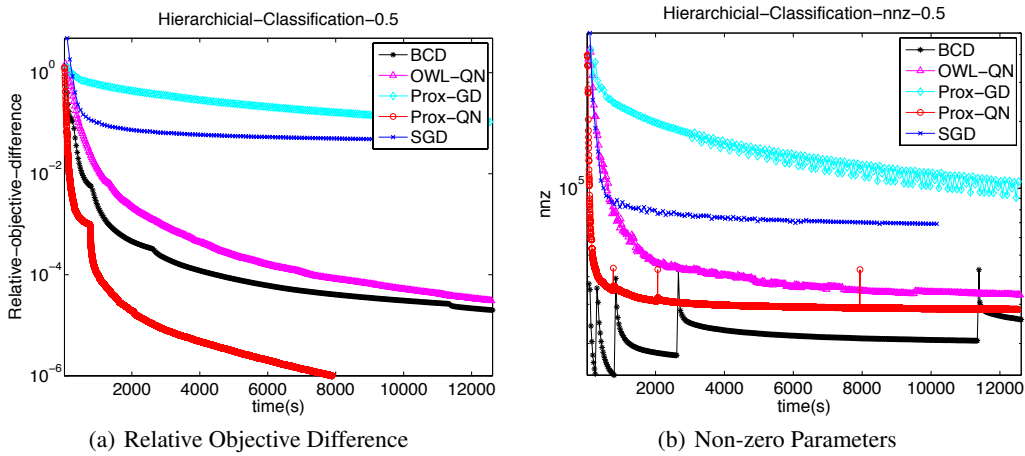 Hierarchicial-Classification-0.5
Relative-objective-difference
10^0
10^-2
10^-4
10^-6
BCD
OWL-QN
Prox-GD
Prox-QN
SGD
2000 4000 6000 8000 10000 12000
time(s)
(a) Relative Objective Difference
Hierarchicial-Classification-nnz-0.5
nnz
10^5
BCD
OWL-QN
Prox-GD
Prox-QN
SGD
2000 4000 6000 8000 10000 12000
time(s)
(b) Non-zero Parameters